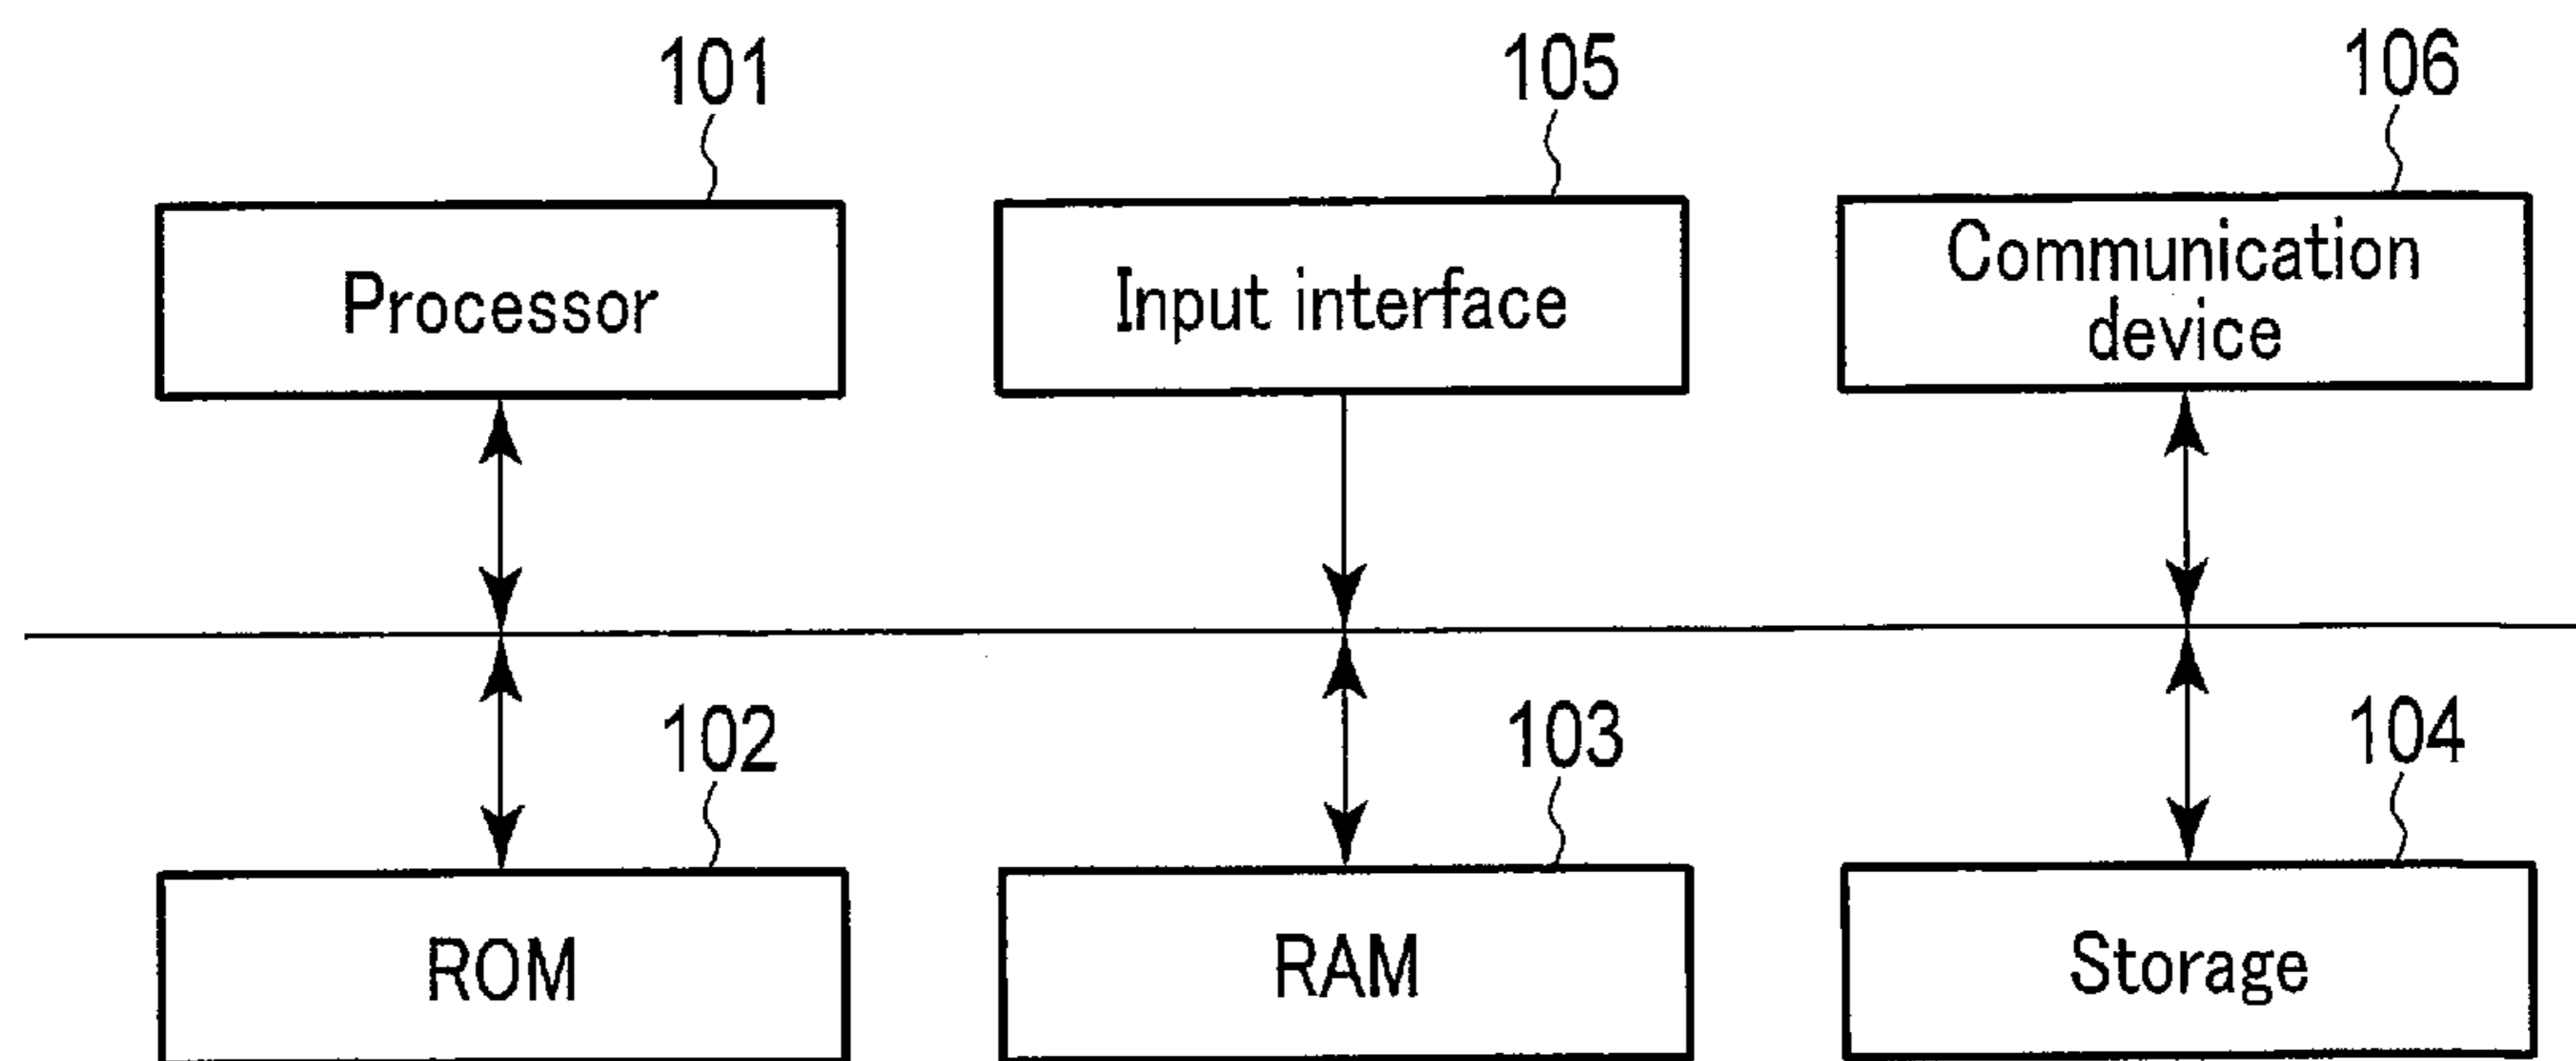 101
105
106
Processor
Input interface
Communication
device
102
103
104
ROM
RAM
Storage